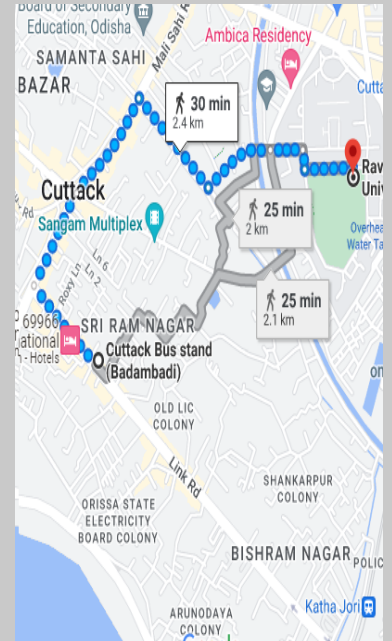 Board of Secondary
Education, Odisha
Mali Sahi R
Ambica Residency
SAMANTA SAHI
BAZAR
30 min
2.4 km
Cutta
Rav
Univ
Cuttack
Rd
Sangam Multiplex
25 min
2 km
Overhea
Water Ta
Ln 6
Ln 2
Roxy Ln
25 min
2.1 km
69966
ational
n - Hotels
SRI RAM NAGAR
Cuttack Bus stand
(Badambadi)
OLD LIC
COLONY
Link Rd
SHANKARPUR
COLONY
on
ORISSA STATE
ELECTRICITY
BOARD COLONY
BISHRAM NAGAR
POLIC
Katha Jori
ARUNODAYA
COLONY